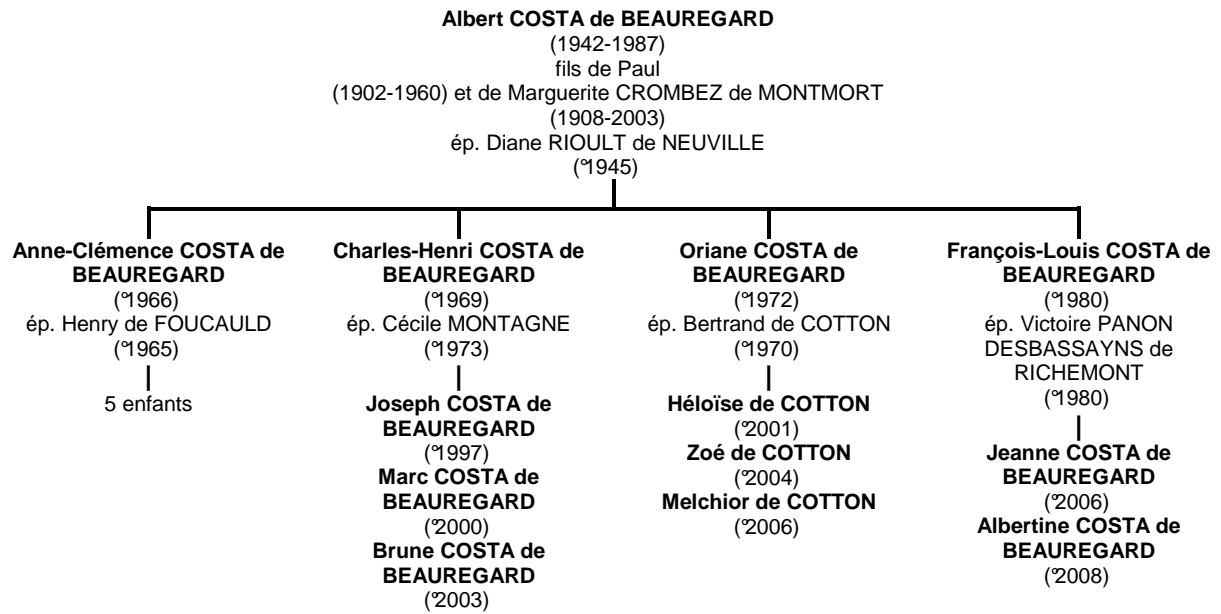 Albert COSTA de BEAUREGARD
(1942-1987)
fils de Paul
(1902-1960) et de Marguerite CROMBEZ de MONTMORT
(1908-2003)
ép. Diane RIOULT de NEUVILLE
(°1945)
Anne-Clémence COSTA de
BEAUREGARD
(°1966)
ép. Henry de FOUCAULD
(°1965)
5 enfants
Charles-Henri COSTA de
BEAUREGARD
(°1969)
ép. Cécile MONTAGNE
(°1973)
Joseph COSTA de
BEAUREGARD
(°1997)
Marc COSTA de
BEAUREGARD
(°2000)
Brune COSTA de
BEAUREGARD
(°2003)
Oriane COSTA de
BEAUREGARD
(°1972)
ép. Bertrand de COTTON
(°1970)
Héloïse de COTTON
(°2001)
Zoé de COTTON
(°2004)
Melchior de COTTON
(°2006)
François-Louis COSTA de
BEAUREGARD
(°1980)
ép. Victoire PANON
DESBASSAYNS de
RICHEMONT
(°1980)
Jeanne COSTA de
BEAUREGARD
(°2006)
Albertine COSTA de
BEAUREGARD
(°2008)